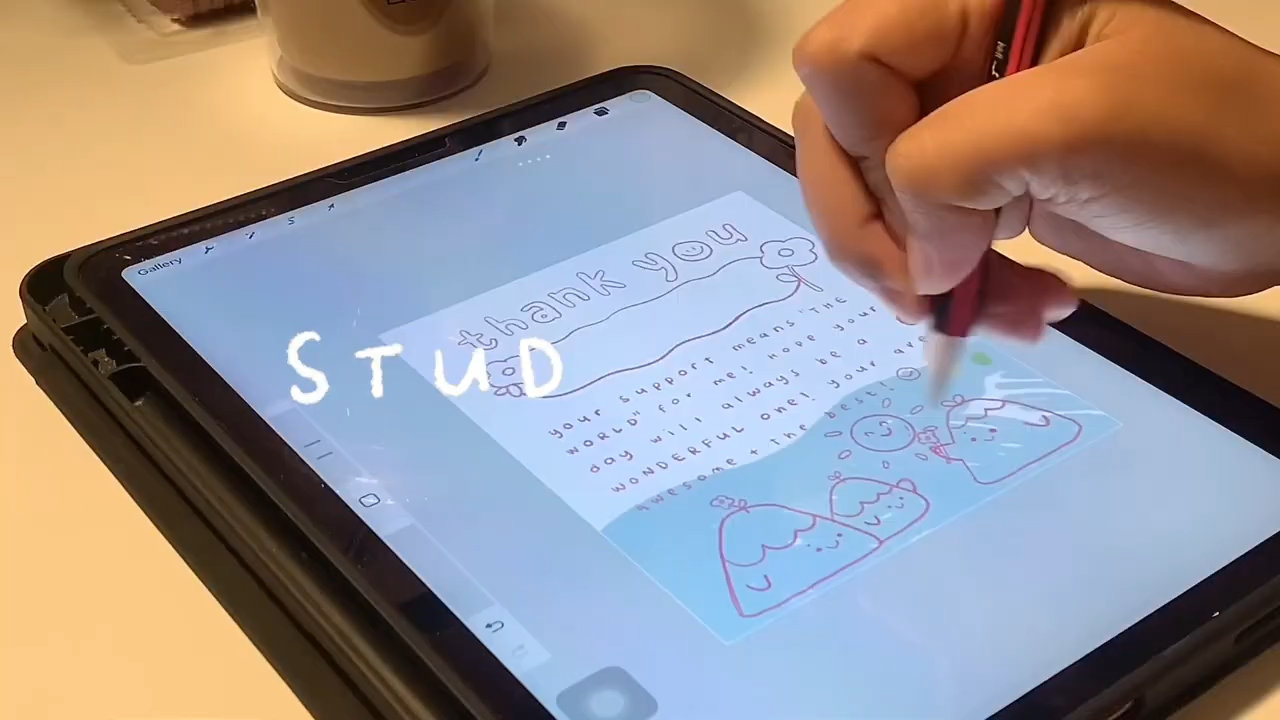 Gallery
thank you
STUD
your support means "THE
WORLD" for me! HOPE your
day will always be a
WONDERFUL one! your are
awesome + the best!